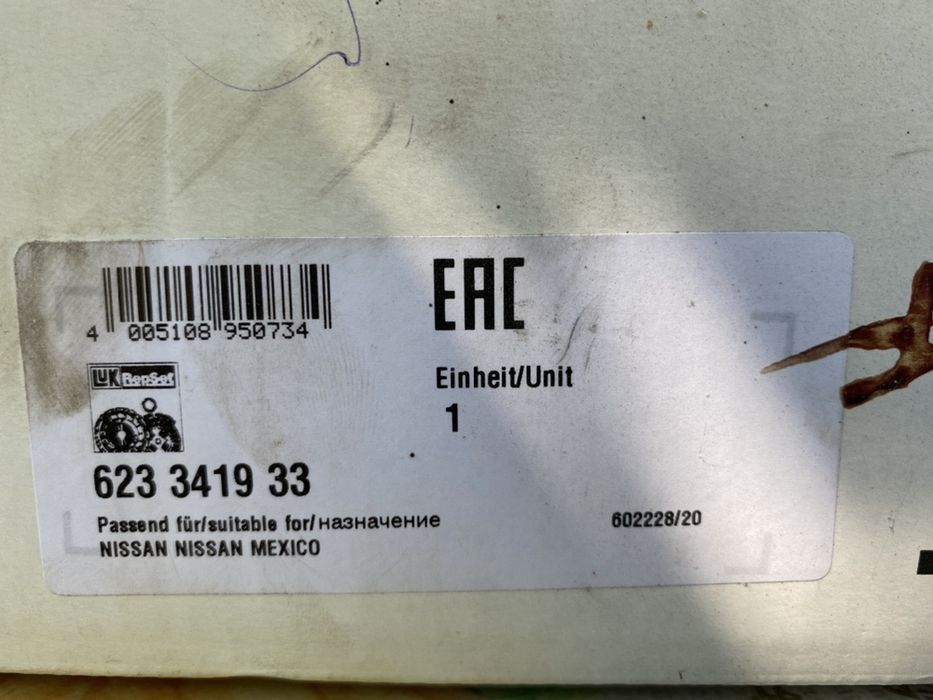 EAC
4 005108 950734
LUK RepSet
Einheit/Unit
1
623 3419 33
Passend für/suitable for/назначение
NISSAN NISSAN MEXICO
602228/20